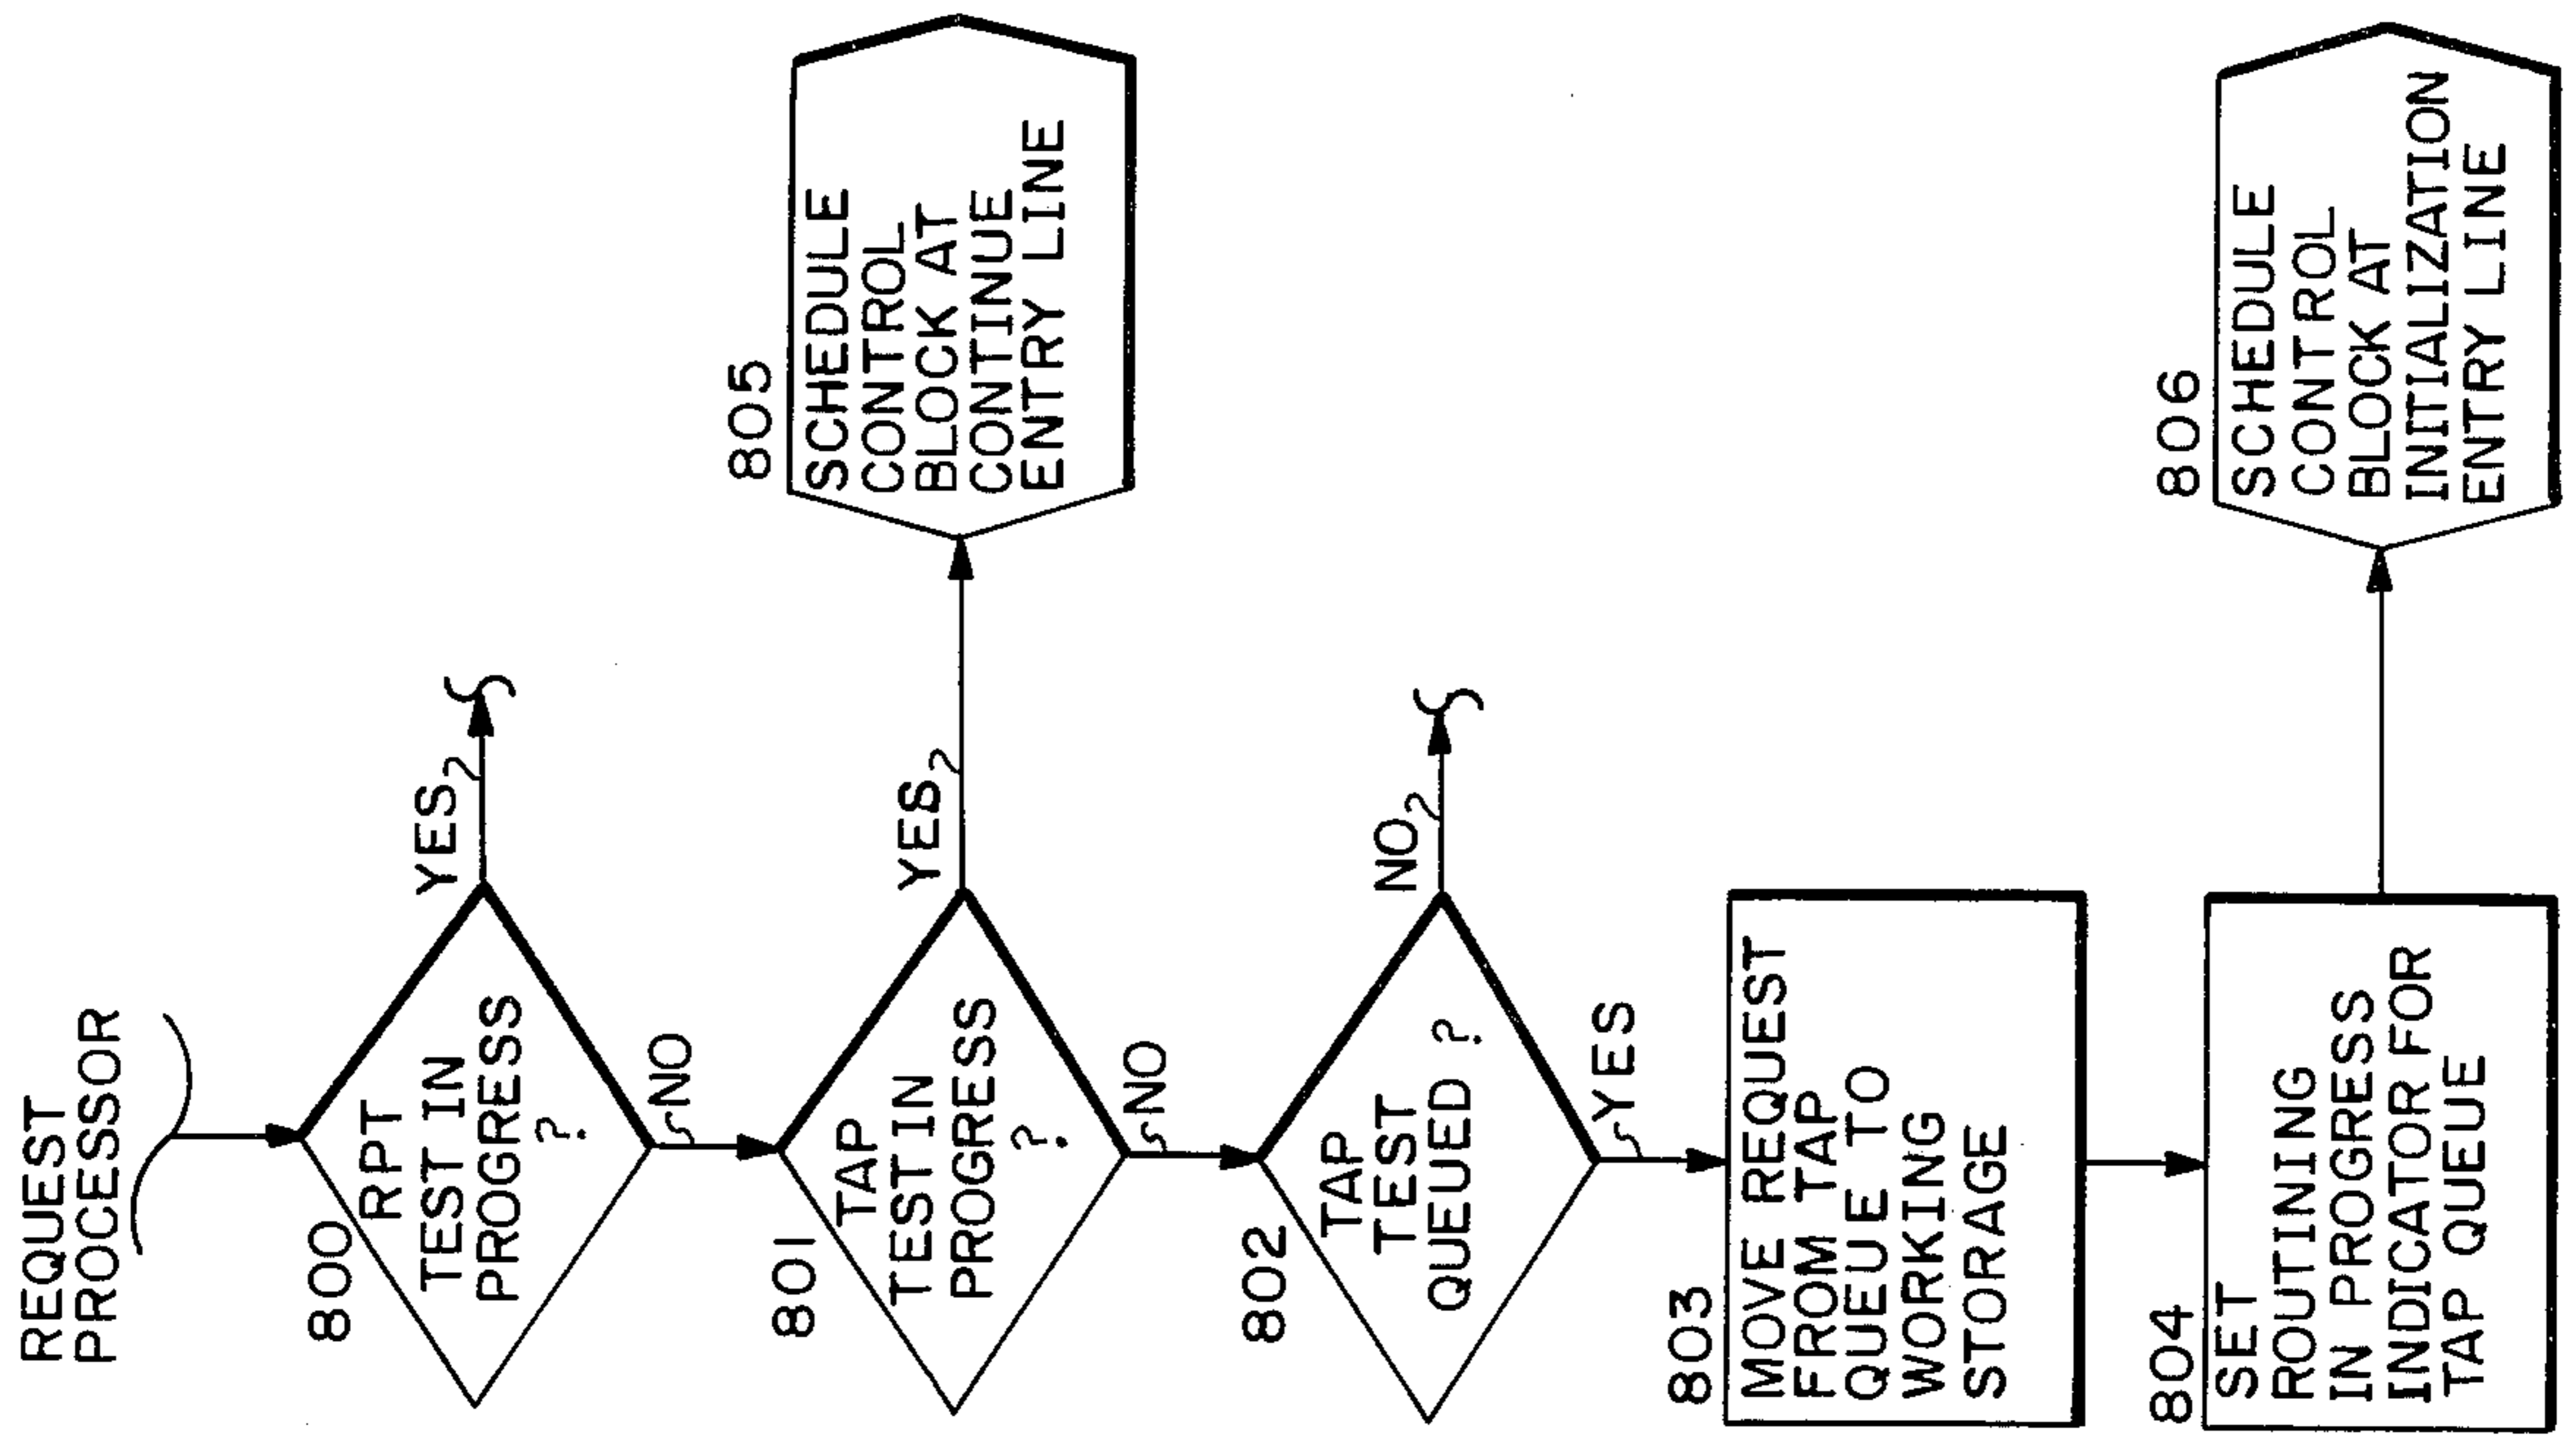 REQUEST
PROCESSOR
800
RPT
TEST IN
PROGRESS
?
YES
NO
801
TAP
TEST IN
PROGRESS
?
YES
805
SCHEDULE
CONTROL
BLOCK AT
CONTINUE
ENTRY LINE
NO
802
TAP
TEST
QUEUED ?
NO
YES
803
MOVE REQUEST
FROM TAP
QUEUE TO
WORKING
STORAGE
804
SET
ROUTINING
IN PROGRESS
INDICATOR FOR
TAP QUEUE
806
SCHEDULE
CONTROL
BLOCK AT
INITIALIZATION
ENTRY LINE